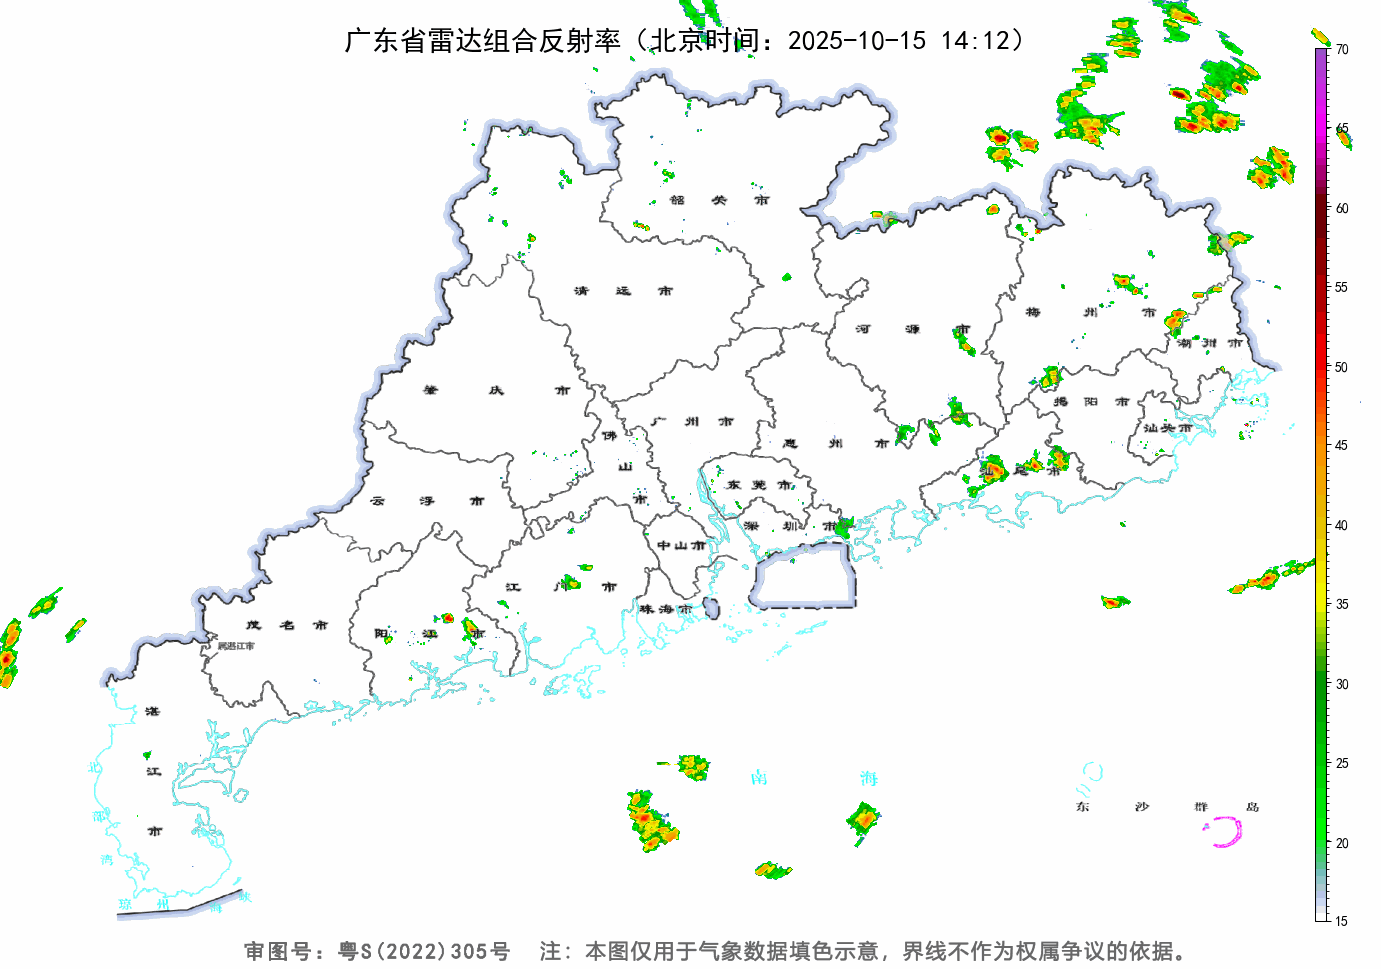 广东省雷达组合反射率（北京时间：2025-10-15 14:12）
70
65
60
55
50
45
40
35
30
25
20
15
韶关市
清远市
河源市
梅州市
潮州市
肇庆市
广州市
揭阳市
汕头市
佛山市
惠州市
汕尾市
云浮市
东莞市
深圳市
中山市
江门市
珠海市
茂名市
阳江市
属湛江市
湛江市
南海
东沙群岛
北部湾
琼州海峡
审图号：粤S(2022)305号 注：本图仅用于气象数据填色示意，界线不作为权属争议的依据。